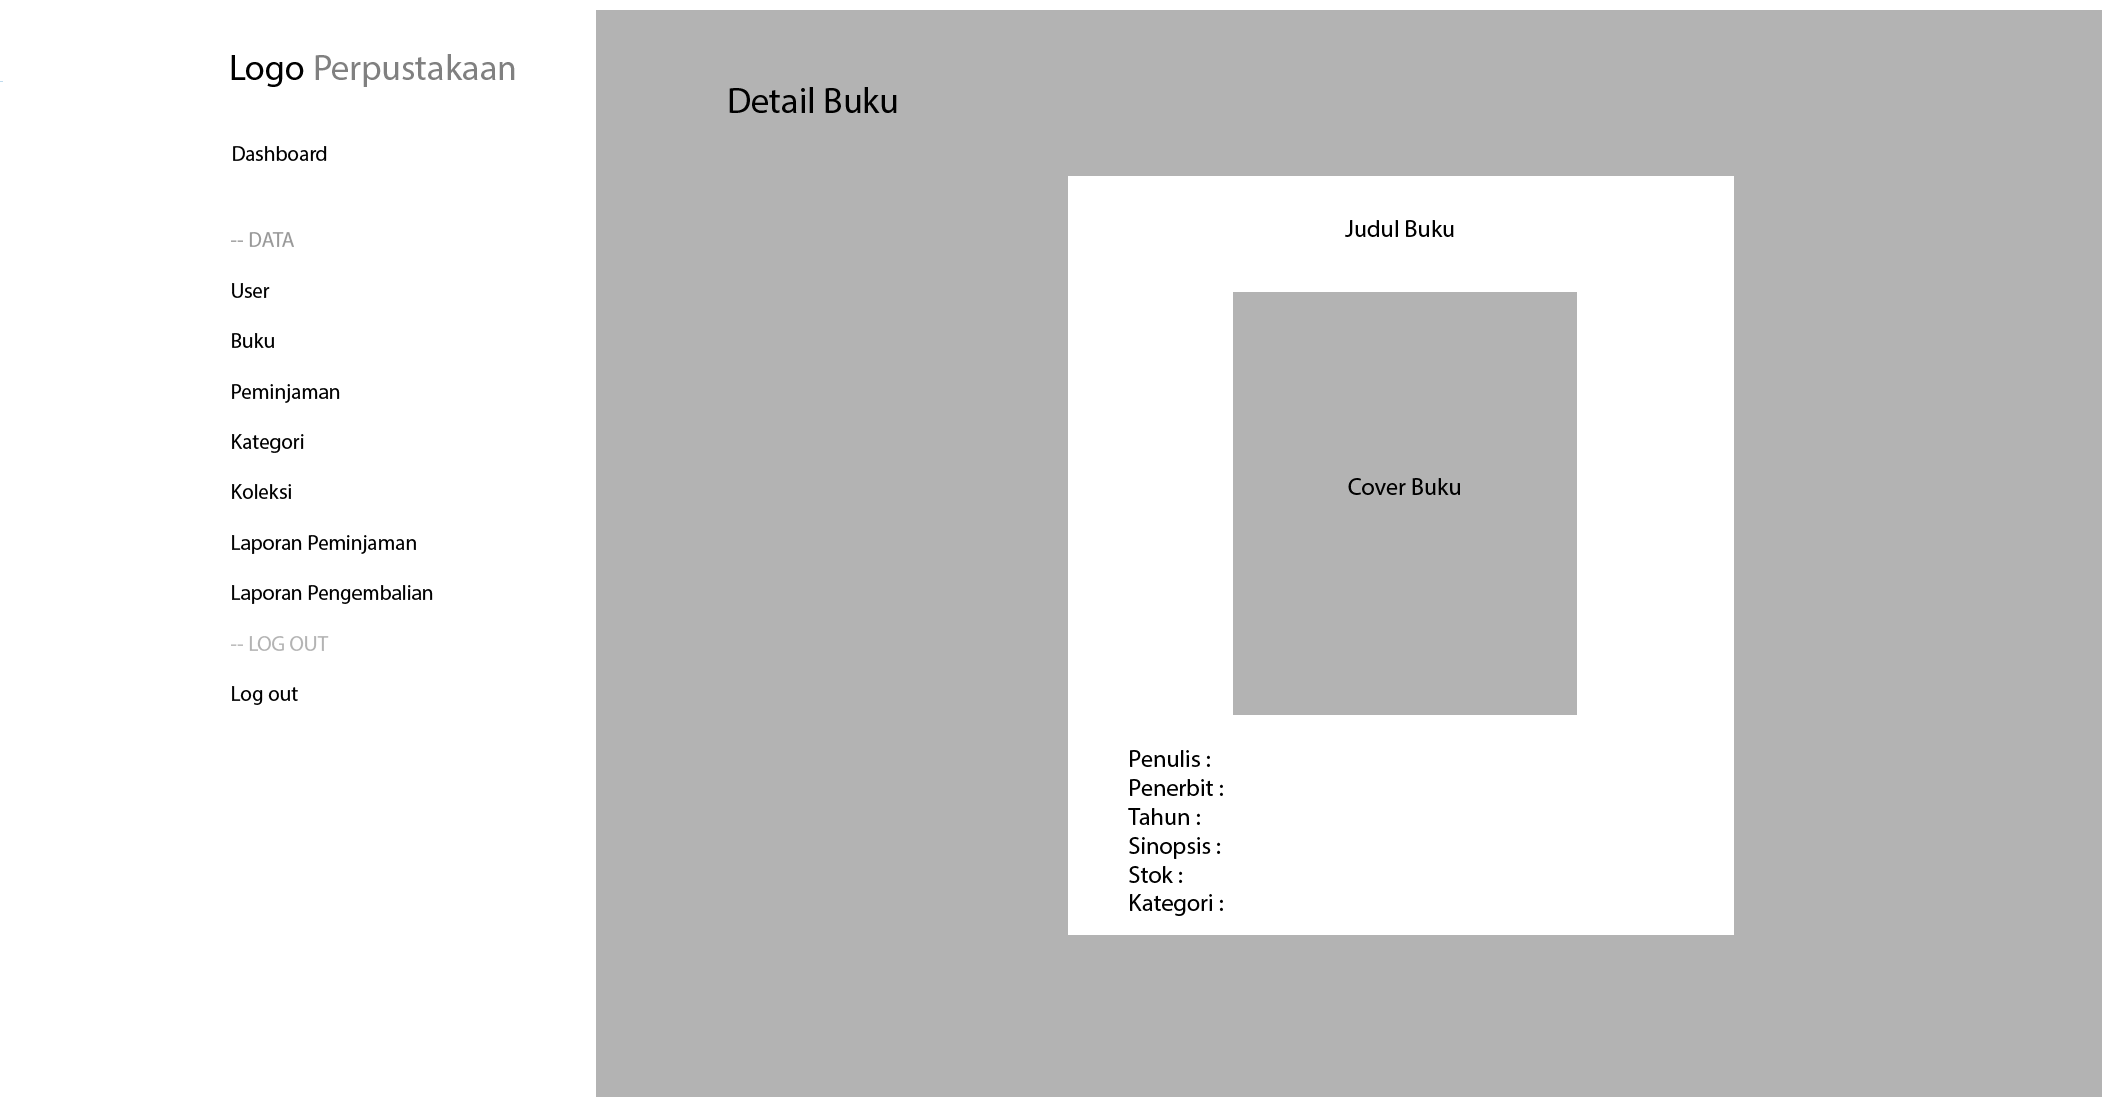 Logo Perpustakaan
Dashboard
-- DATA
User
Buku
Peminjaman
Kategori
Koleksi
Laporan Peminjaman
Laporan Pengembalian
-- LOG OUT
Log out
Detail Buku
Judul Buku
Cover Buku
Penulis :
Penerbit :
Tahun :
Sinopsis :
Stok :
Kategori :